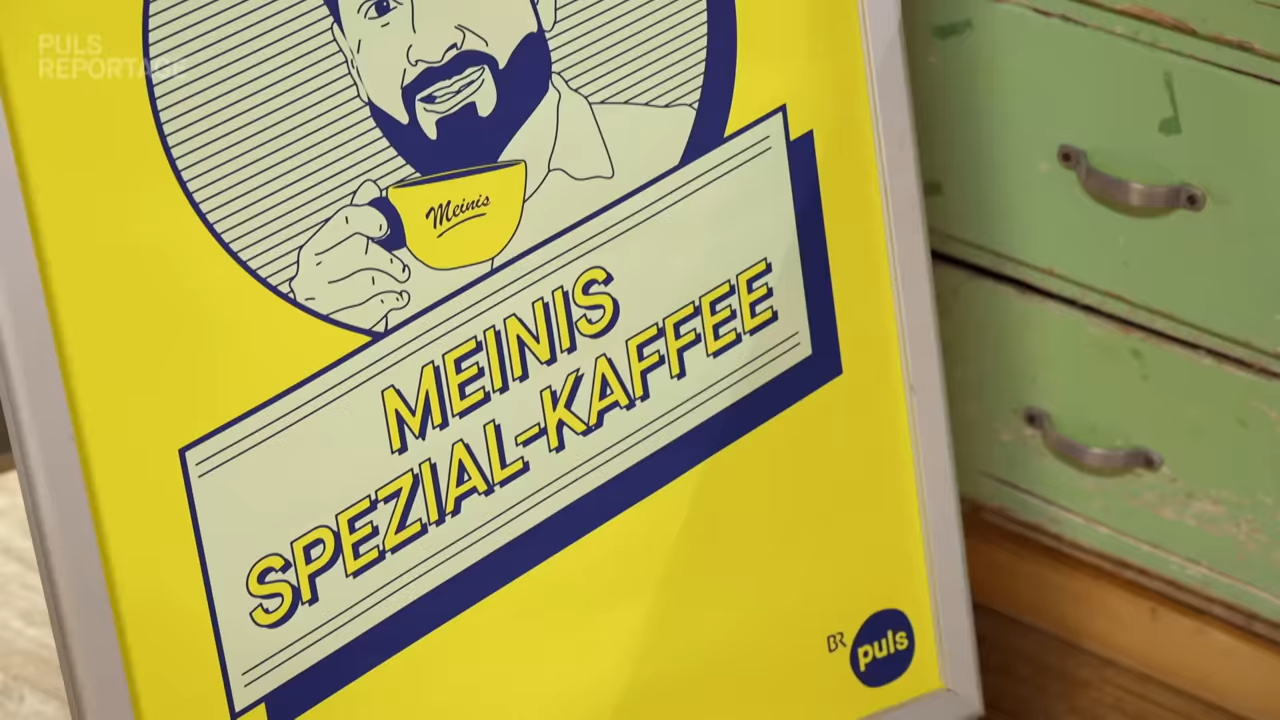 PULS
REPORTAGE
Meinis
MEINIS
SPEZIAL-KAFFEE
BR
puls